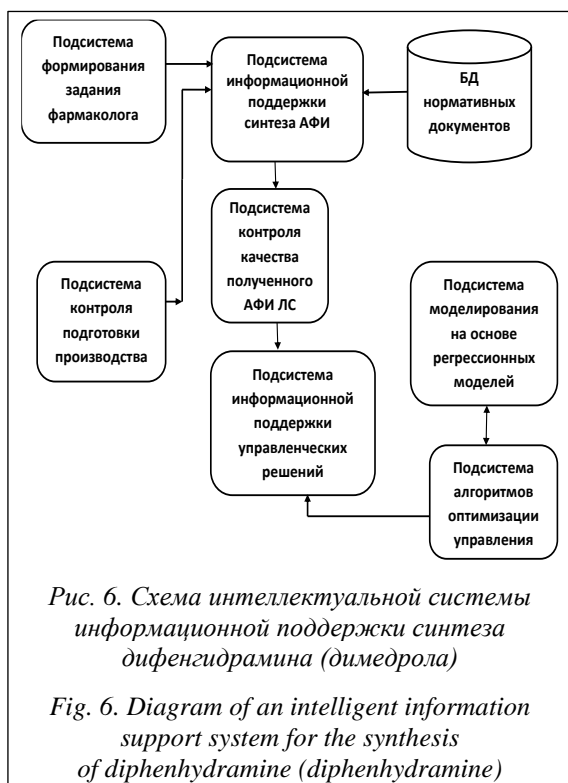 Подсистема
формирования
задания
фармаколога
Подсистема
информационной
поддержки
синтеза АФИ
БД
нормативных
документов
Подсистема
контроля
качества
полученного
АФИ ЛС
Подсистема
контроля
подготовки
производства
Подсистема
моделирования
на основе
регрессионных
моделей
Подсистема
информационной
поддержки
управленческих
решений
Подсистема
алгоритмов
оптимизации
управления
Рис. 6. Схема интеллектуальной системы
информационной поддержки синтеза
дифенгидрамина (димедрола)
Fig. 6. Diagram of an intelligent information
support system for the synthesis
of diphenhydramine (diphenhydramine)